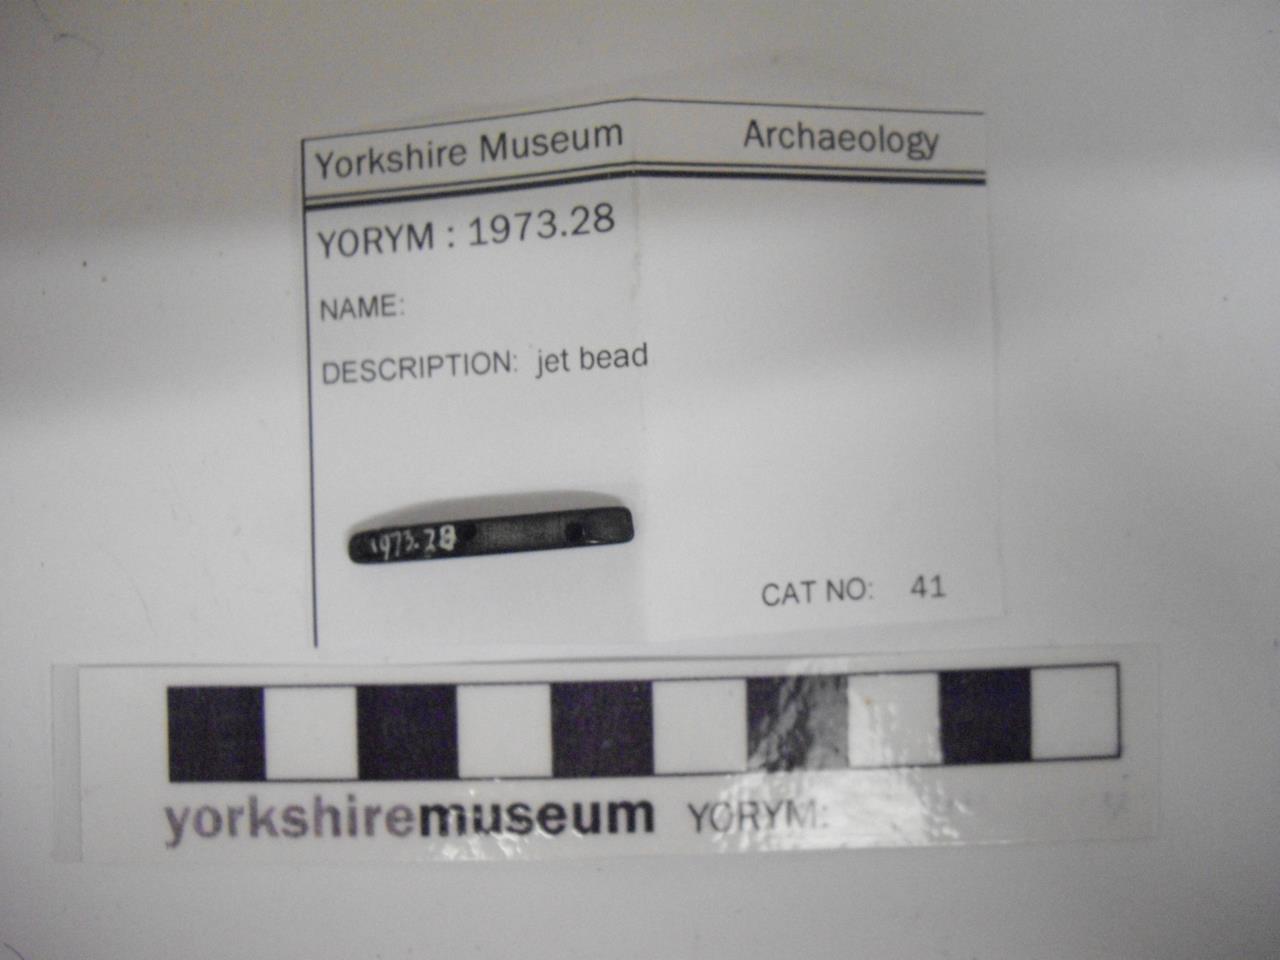 Yorkshire Museum Archaeology
YORYM : 1973.28
NAME:
DESCRIPTION: jet bead
1973.28
CAT NO: 41
yorkshiremuseum YORYM: